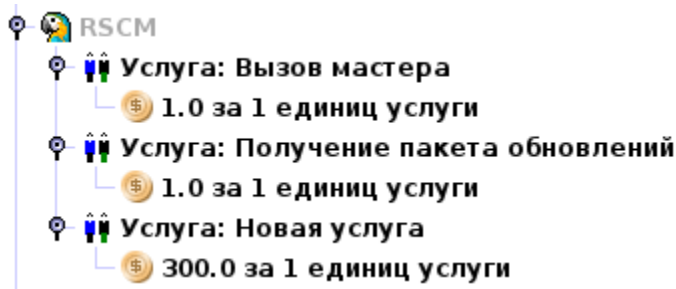 RSCM
Услуга: Вызов мастера
1.0 за 1 единиц услуги
Услуга: Получение пакета обновлений
1.0 за 1 единиц услуги
Услуга: Новая услуга
300.0 за 1 единиц услуги